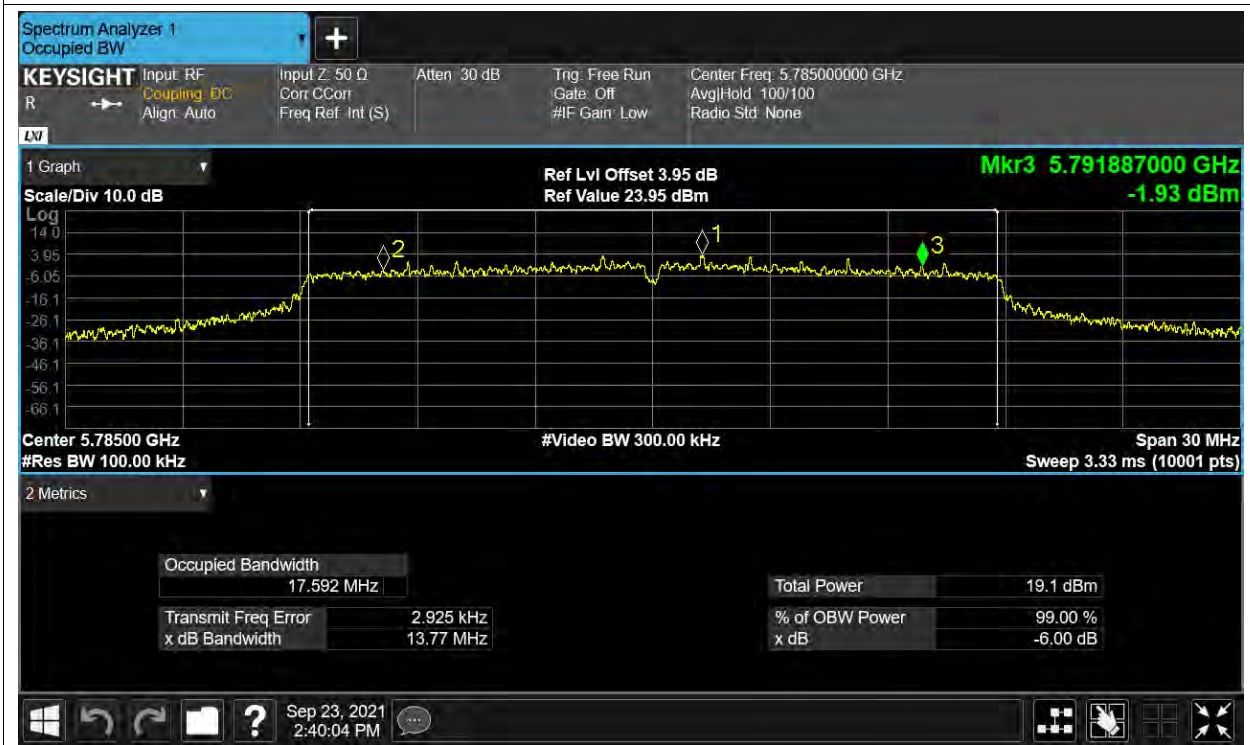 Spectrum Analyzer 1
Occupied BW
+
KEYSIGHT Input: RF Input Z: 50 Ω Atten: 30 dB Trig: Free Run Center Freq: 5.785000000 GHz
R Coupling: DC Corr CCorr Gate: Off Avg|Hold: 100/100
Align: Auto Freq Ref: Int (S) #IF Gain: Low Radio Std: None
LXI
1 Graph Ref Lvl Offset 3.95 dB Mkr3 5.791887000 GHz
Scale/Div 10.0 dB Ref Value 23.95 dBm -1.93 dBm
Log
14.0
3.95
-6.05
-16.1
-26.1
-36.1
-46.1
-56.1
-66.1
2
1
3
Center 5.78500 GHz #Video BW 300.00 kHz Span 30 MHz
#Res BW 100.00 kHz Sweep 3.33 ms (10001 pts)
2 Metrics
Occupied Bandwidth
17.592 MHz Total Power 19.1 dBm
Transmit Freq Error 2.925 kHz % of OBW Power 99.00 %
x dB Bandwidth 13.77 MHz x dB -6.00 dB
? Sep 23, 2021
2:40:04 PM